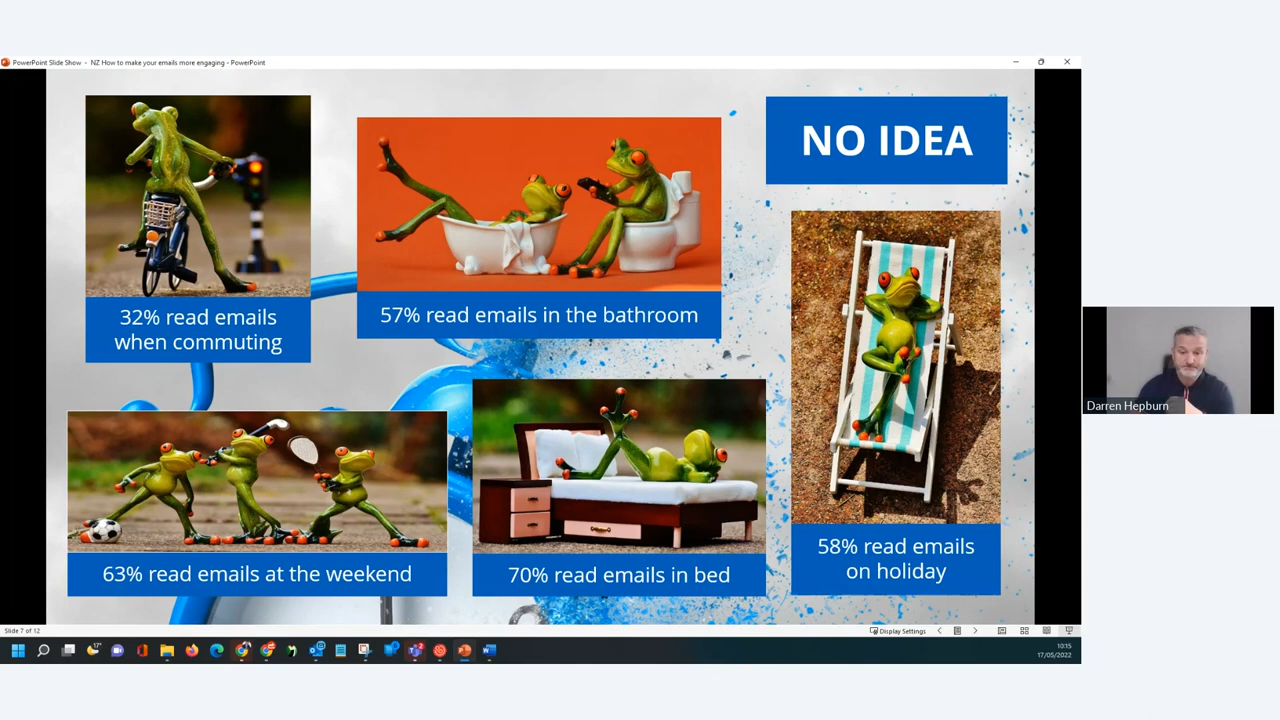 PowerPoint Slide Show - NZ How to make your emails more engaging - PowerPoint
NO IDEA
32% read emails
when commuting
57% read emails in the bathroom
63% read emails at the weekend
70% read emails in bed
58% read emails
on holiday
Darren Hepburn
Slide 7 of 12
Display Settings
10:15
17/05/2022